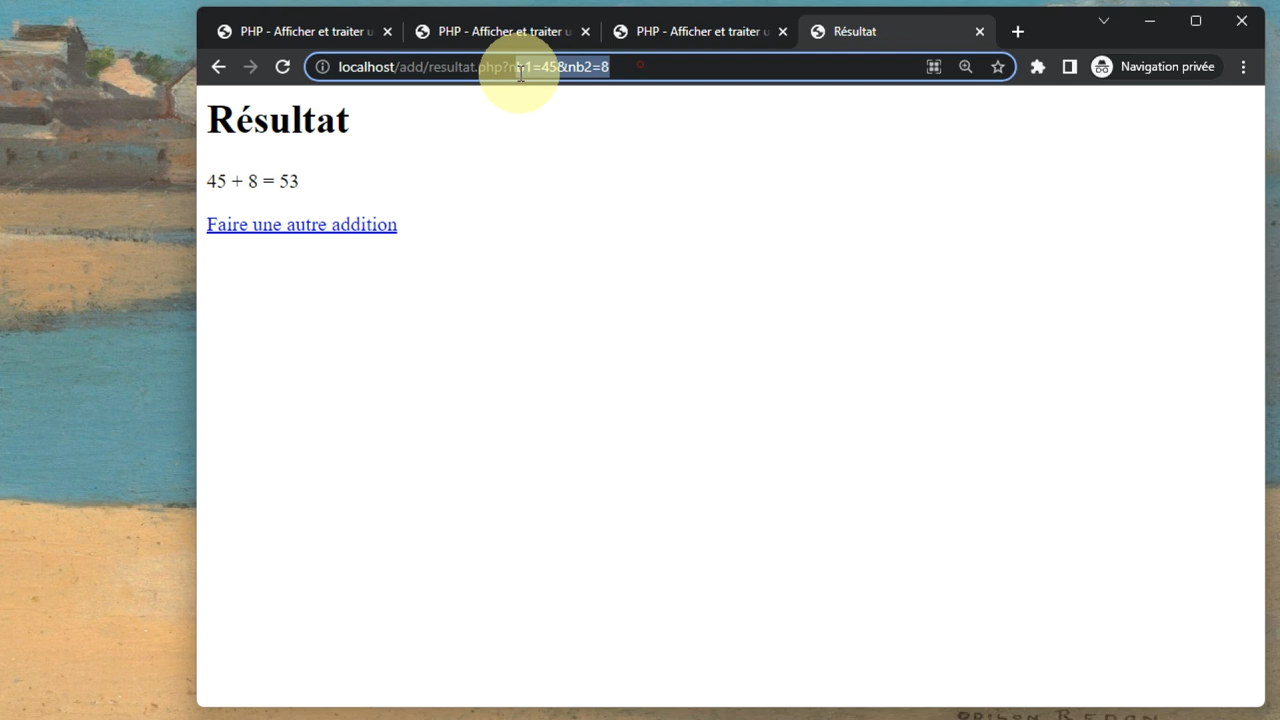 PHP - Afficher et traiter u
PHP - Afficher et traiter u
PHP - Afficher et traiter u
Résultat
localhost/add/resultat.php?nb1=45&nb2=8
Navigation privée
Résultat
45 + 8 = 53
Faire une autre addition